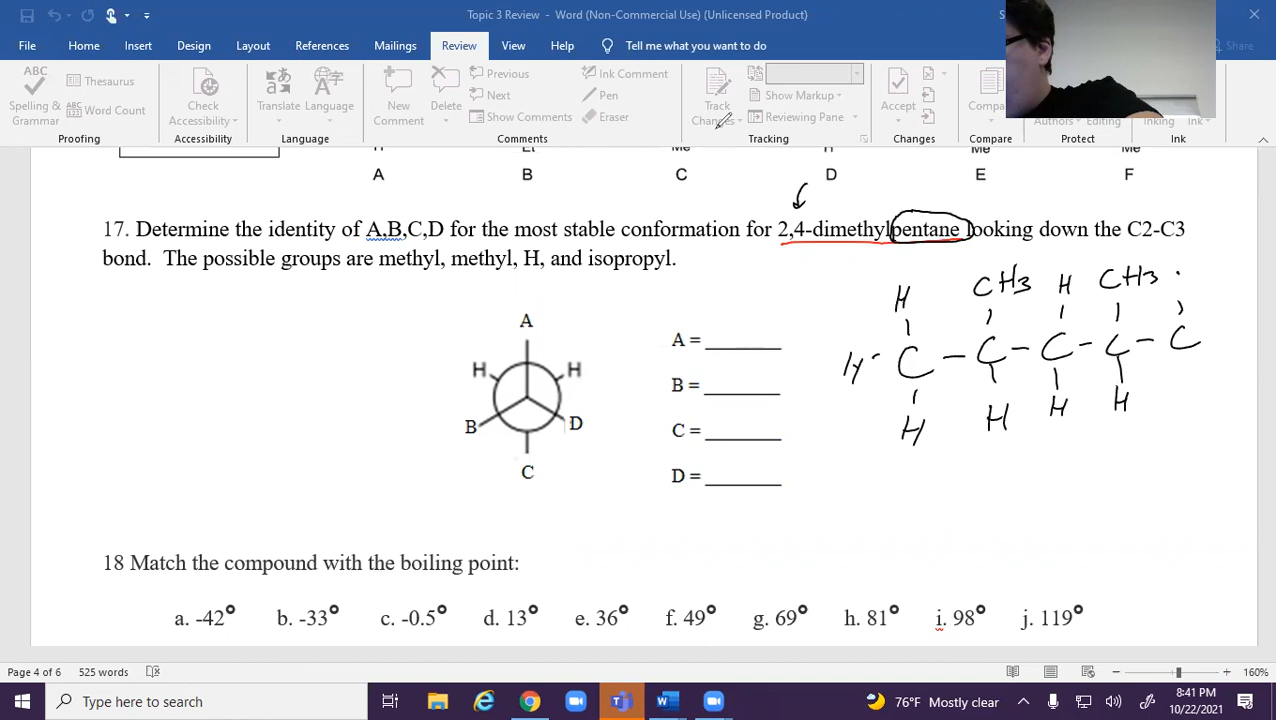 Topic 3 Review - Word (Non-Commercial Use) (Unlicensed Product)
File Home Insert Design Layout References Mailings Review View Help Tell me what you want to do Share
ABC
Spelling & Grammar
Thesaurus
Word Count
Proofing
Check Accessibility
Accessibility
Translate Language
Language
New Comment
Delete
Previous
Next
Show Comments
Comments
Ink Comment
Pen
Eraser
Track Changes
Show Markup
Reviewing Pane
Tracking
Accept
Changes
Compare
Authors Editing
Protect
Inking
Ink
A B C D E F
17. Determine the identity of A,B,C,D for the most stable conformation for 2,4-dimethylpentane looking down the C2-C3
bond. The possible groups are methyl, methyl, H, and isopropyl.
H CH3 H CH3
H C C C C C
H H H H
A
H H
B D
C
A =
B =
C =
D =
18 Match the compound with the boiling point:
a. -42° b. -33° c. -0.5° d. 13° e. 36° f. 49° g. 69° h. 81° i. 98° j. 119°
Page 4 of 6 525 words 160%
Type here to search
76°F Mostly clear
8:41 PM
10/22/2021